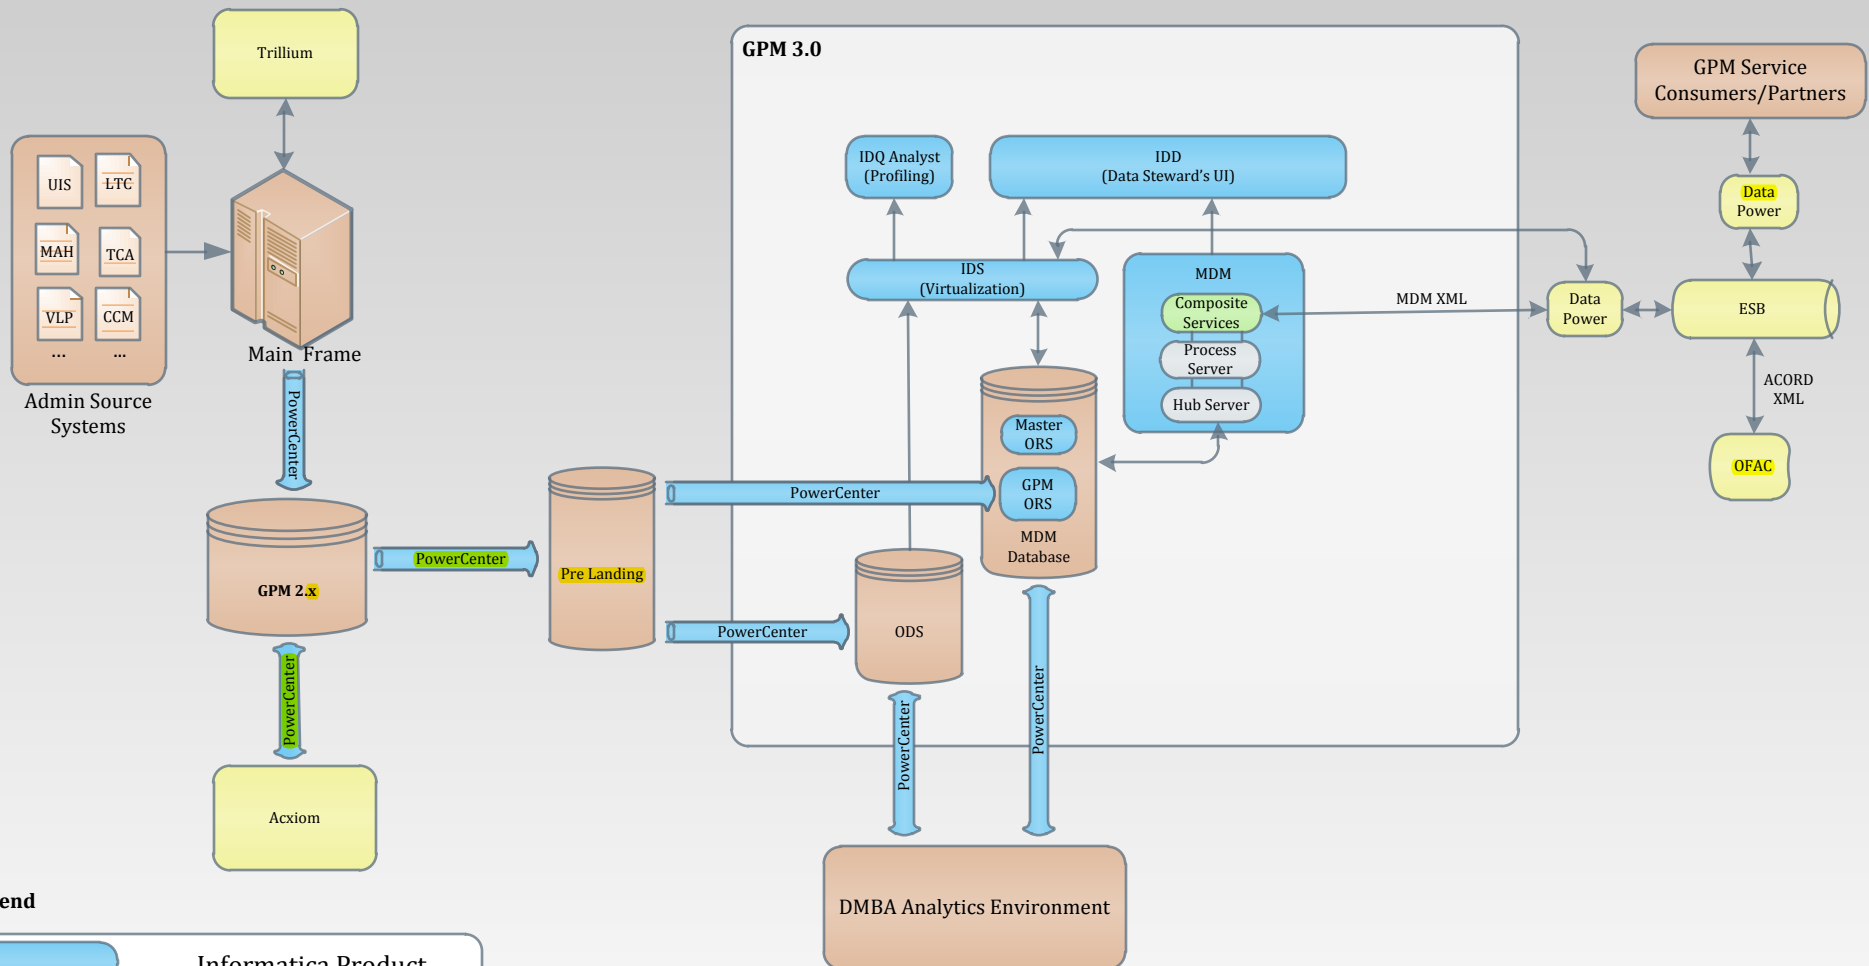 Trillium
GPM 3.0
GPM Service
Consumers/Partners
UIS
LTC
MAH
TCA
VLP
CCM
...
...
Admin Source
Systems
Main Frame
IDQ Analyst
(Profiling)
IDD
(Data Steward's UI)
Data
Power
IDS
(Virtualization)
MDM
Composite
Services
Process
Server
Hub Server
MDM XML
Data
Power
ESB
ACORD
XML
OFAC
PowerCenter
Master
ORS
GPM
ORS
MDM
Database
PowerCenter
GPM 2.x
PowerCenter
Pre Landing
PowerCenter
ODS
PowerCenter
PowerCenter
PowerCenter
Acxiom
DMBA Analytics Environment
end
Informatica Product